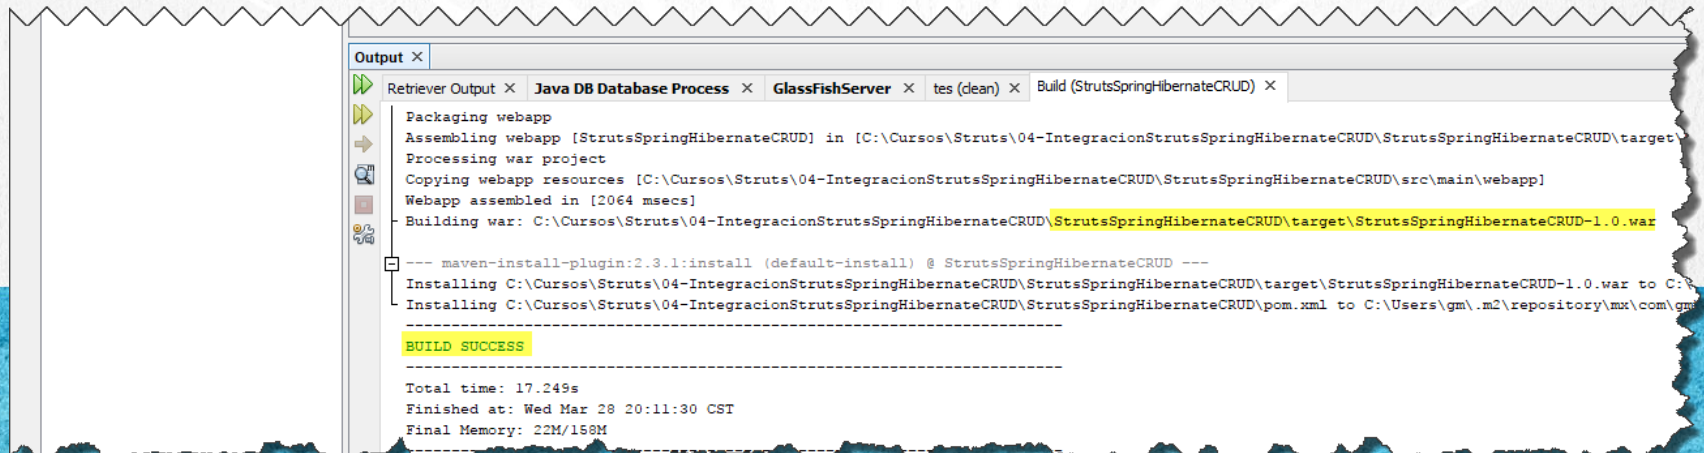 Output
Retriever Output Java DB Database Process GlassFishServer tes (clean) Build (StrutsSpringHibernateCRUD)
Packaging webapp
Assembling webapp [StrutsSpringHibernateCRUD] in [C:\Cursos\Struts\04-IntegracionStrutsSpringHibernateCRUD\StrutsSpringHibernateCRUD\target\
Processing war project
Copying webapp resources [C:\Cursos\Struts\04-IntegracionStrutsSpringHibernateCRUD\StrutsSpringHibernateCRUD\src\main\webapp]
Webapp assembled in [2064 msecs]
Building war: C:\Cursos\Struts\04-IntegracionStrutsSpringHibernateCRUD\StrutsSpringHibernateCRUD\target\StrutsSpringHibernateCRUD-1.0.war
--- maven-install-plugin:2.3.1:install (default-install) @ StrutsSpringHibernateCRUD ---
Installing C:\Cursos\Struts\04-IntegracionStrutsSpringHibernateCRUD\StrutsSpringHibernateCRUD\target\StrutsSpringHibernateCRUD-1.0.war to C:\
Installing C:\Cursos\Struts\04-IntegracionStrutsSpringHibernateCRUD\StrutsSpringHibernateCRUD\pom.xml to C:\Users\gm\.m2\repository\mx\com\gm
------------------------------------------------------------------------
BUILD SUCCESS
------------------------------------------------------------------------
Total time: 17.249s
Finished at: Wed Mar 28 20:11:30 CST
Final Memory: 22M/158M